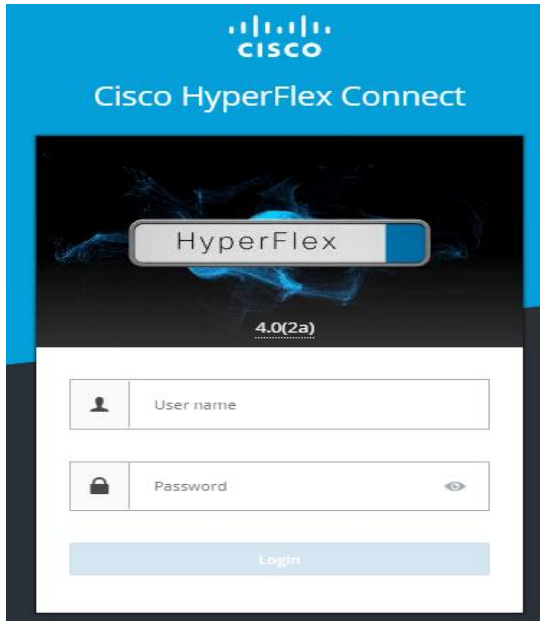 CISCO
Cisco HyperFlex Connect
HyperFlex
4.0(2a)
User name
Password
Login